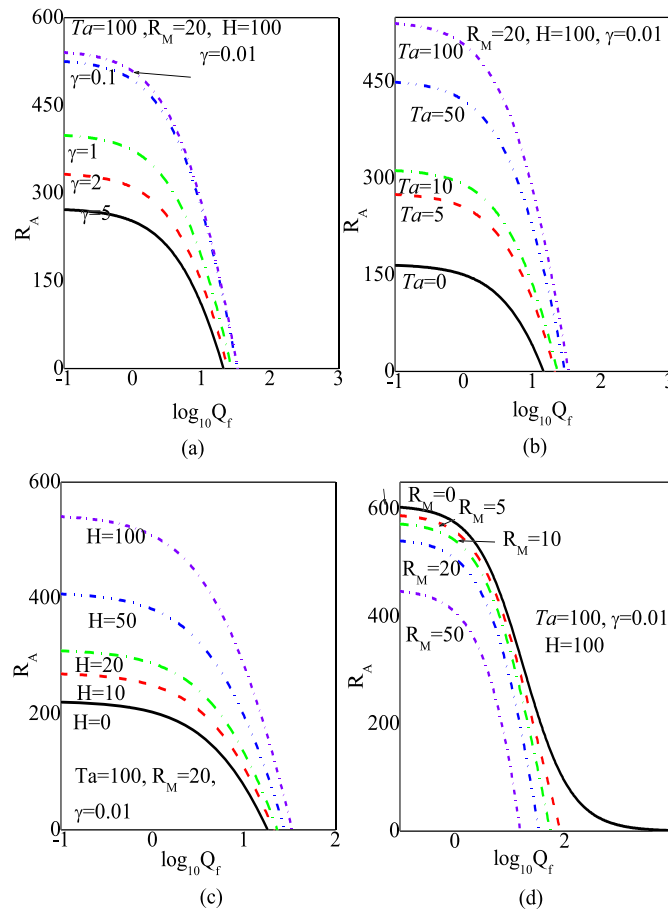 Ta=100 ,R_M=20, H=100
γ=0.01
γ=0.1
γ=1
γ=2
γ=5
600
450
300
150
0
R_A
-1 0 1 2 3
log₁₀Q_f
(a)
R_M=20, H=100, γ=0.01
Ta=100
Ta=50
Ta=10
Ta=5
Ta=0
450
300
150
0
R_A
-1 0 1 2 3
log₁₀Q_f
(b)
600
400
200
0
R_A
H=100
H=50
H=20
H=10
H=0
Ta=100, R_M=20,
γ=0.01
-1 0 1 2
log₁₀Q_f
(c)
600
400
200
0
R_A
R_M=0
R_M=5
R_M=10
R_M=20
R_M=50
Ta=100, γ=0.01
H=100
0 2
log₁₀Q_f
(d)